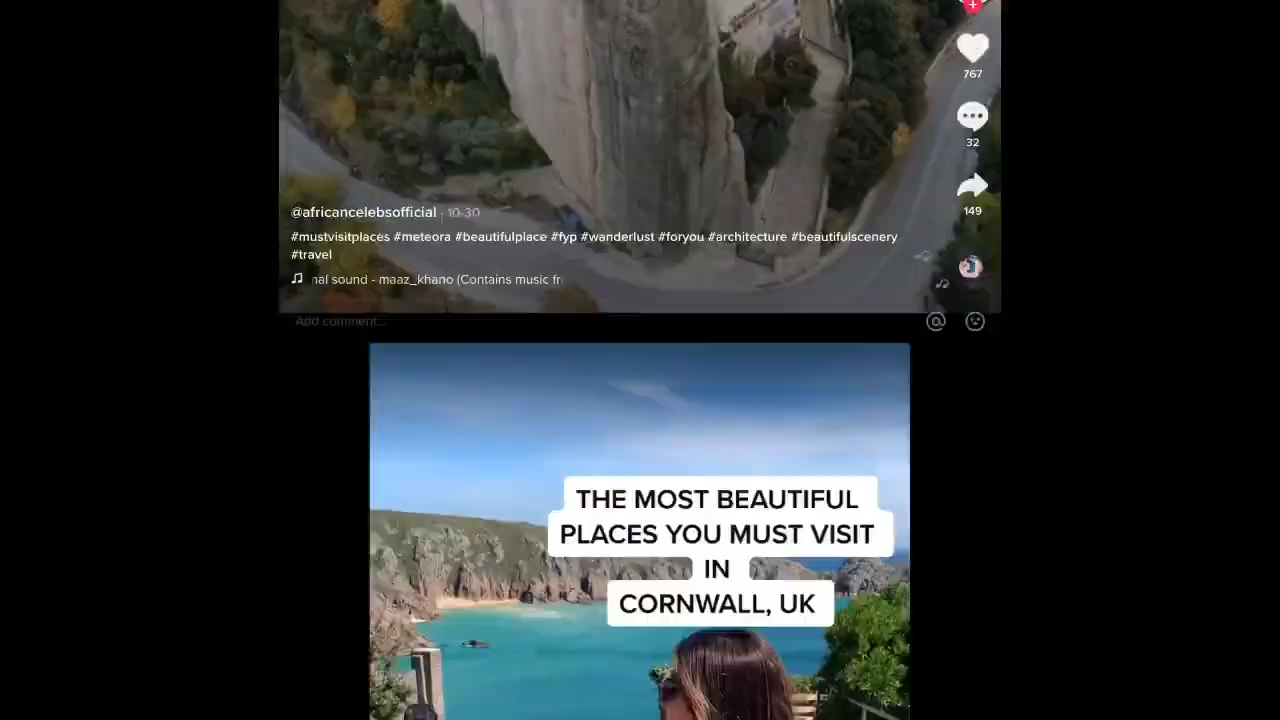 767
32
149
@africancelebsofficial · 10-30
#mustvisitplaces #meteora #beautifulplace #fyp #wanderlust #foryou #architecture #beautifulscenery
#travel
nal sound - maaz_khano (Contains music fr
Add comment...
THE MOST BEAUTIFUL
PLACES YOU MUST VISIT
IN
CORNWALL, UK